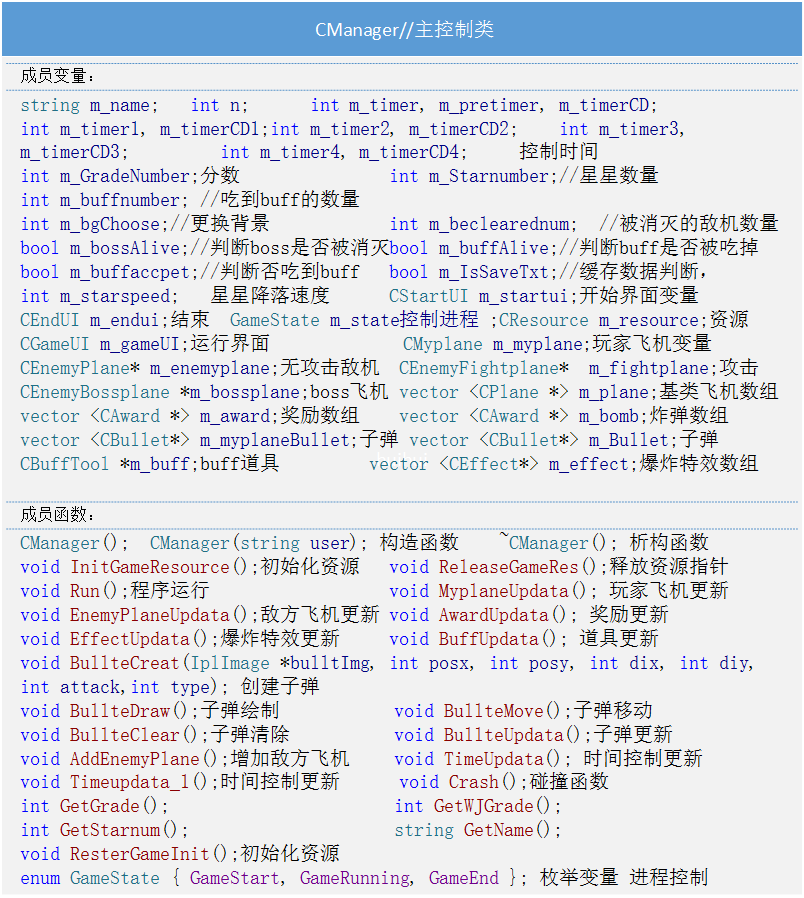 CManager//主控制类
成员变量：
string m_name;   int n;      int m_timer, m_pretimer, m_timerCD;
int m_timer1, m_timerCD1;int m_timer2, m_timerCD2;    int m_timer3,
m_timerCD3;         int m_timer4, m_timerCD4;     控制时间
int m_GradeNumber;分数               int m_Starnumber;//星星数量
int m_buffnumber; //吃到buff的数量
int m_bgChoose;//更换背景            int m_beclearednum;  //被消灭的敌机数量
bool m_bossAlive;//判断boss是否被消灭bool m_buffAlive;//判断buff是否被吃掉
bool m_buffaccpet;//判断否吃到buff   bool m_IsSaveTxt;//缓存数据判断，
int m_starspeed;   星星降落速度      CStartUI m_startui;开始界面变量
CEndUI m_endui;结束  GameState m_state控制进程 ;CResource m_resource;资源
CGameUI m_gameUI;运行界面             CMyplane m_myplane;玩家飞机变量
CEnemyPlane* m_enemyplane;无攻击敌机  CEnemyFightplane*  m_fightplane;攻击
CEnemyBossplane *m_bossplane;boss飞机 vector <CPlane *> m_plane;基类飞机数组
vector <CAward *> m_award;奖励数组    vector <CAward *> m_bomb;炸弹数组
vector <CBullet*> m_myplaneBullet;子弹 vector <CBullet*> m_Bullet;子弹
CBuffTool *m_buff;buff道具         vector <CEffect*> m_effect;爆炸特效数组
成员函数：
CManager();  CManager(string user); 构造函数    ~CManager(); 析构函数
void InitGameResource();初始化资源   void ReleaseGameRes();释放资源指针
void Run();程序运行                  void MyplaneUpdata(); 玩家飞机更新
void EnemyPlaneUpdata();敌方飞机更新 void AwardUpdata(); 奖励更新
void EffectUpdata();爆炸特效更新     void BuffUpdata(); 道具更新
void BullteCreat(IplImage *bulltImg, int posx, int posy, int dix, int diy,
int attack,int type); 创建子弹
void BullteDraw();子弹绘制            void BullteMove();子弹移动
void BullteClear();子弹清除           void BullteUpdata();子弹更新
void AddEnemyPlane();增加敌方飞机     void TimeUpdata(); 时间控制更新
void Timeupdata_1();时间控制更新      void Crash();碰撞函数
int GetGrade();                       int GetWJGrade();
int GetStarnum();                     string GetName();
void ResterGameInit();初始化资源
enum GameState { GameStart, GameRunning, GameEnd }; 枚举变量 进程控制